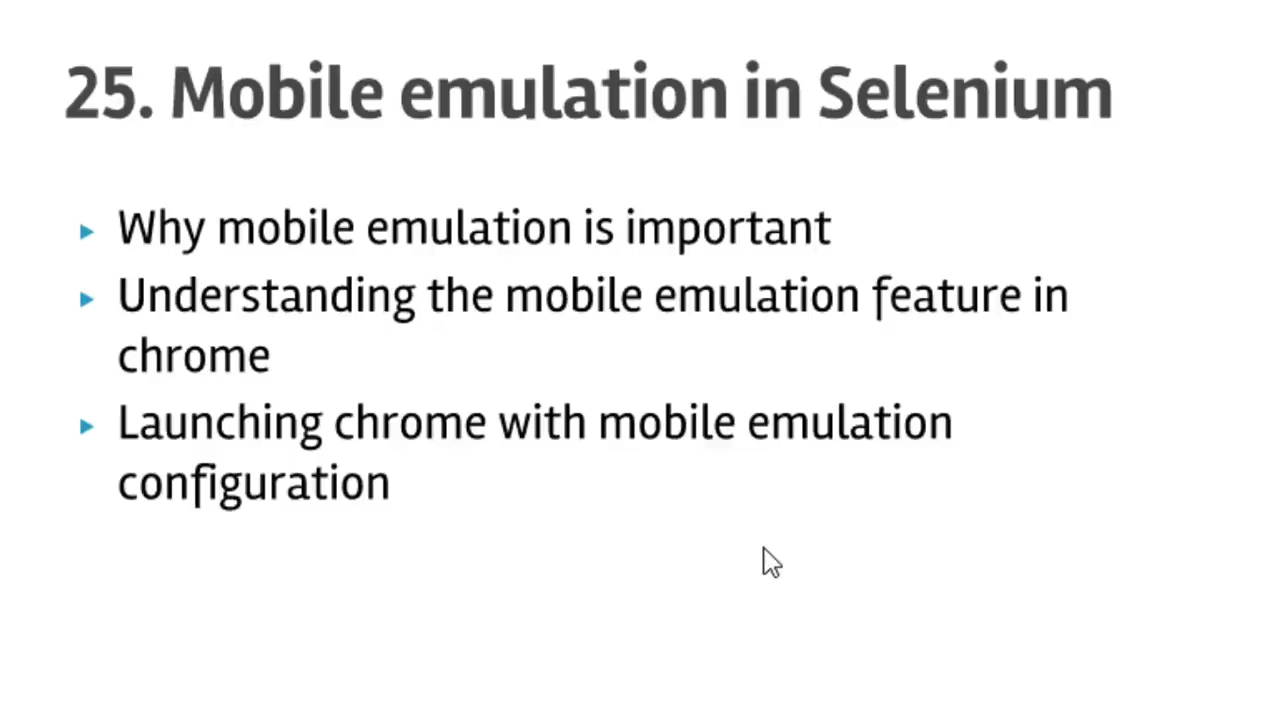 25. Mobile emulation in Selenium
Why mobile emulation is important
Understanding the mobile emulation feature in
chrome
Launching chrome with mobile emulation
configuration